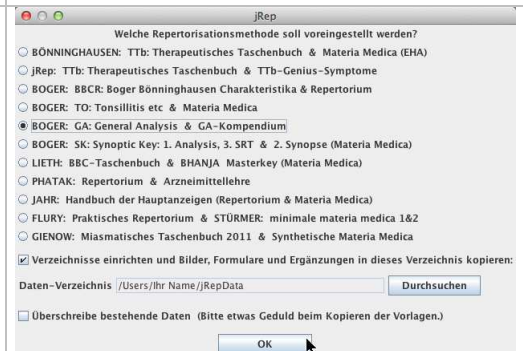 jRep
Welche Repertorisationsmethode soll voreingestellt werden?
BÖNNINGHAUSEN: TTb: Therapeutisches Taschenbuch & Materia Medica (EHA)
jRep: TTb: Therapeutisches Taschenbuch & TTb-Genius-Symptome
BOGER: BBCR: Boger Bönninghausen Charakteristika & Repertorium
BOGER: TO: Tonsillitis etc & Materia Medica
BOGER: GA: General Analysis & GA-Kompendium
BOGER: SK: Synoptic Key: 1. Analysis, 3. SRT & 2. Synopse (Materia Medica)
LIETH: BBC-Taschenbuch & BHANJA Masterkey (Materia Medica)
PHATAK: Repertorium & Arzneimittellehre
JAHR: Handbuch der Hauptanzeigen (Repertorium & Materia Medica)
FLURY: Praktisches Repertorium & STÜRMER: minimale materia medica 1&2
GIENOW: Miasmatisches Taschenbuch 2011 & Synthetische Materia Medica
Verzeichnisse einrichten und Bilder, Formulare und Ergänzungen in dieses Verzeichnis kopieren:
Daten-Verzeichnis /Users/Ihr Name/jRepData Durchsuchen
Überschreibe bestehende Daten (Bitte etwas Geduld beim Kopieren der Vorlagen.)
OK